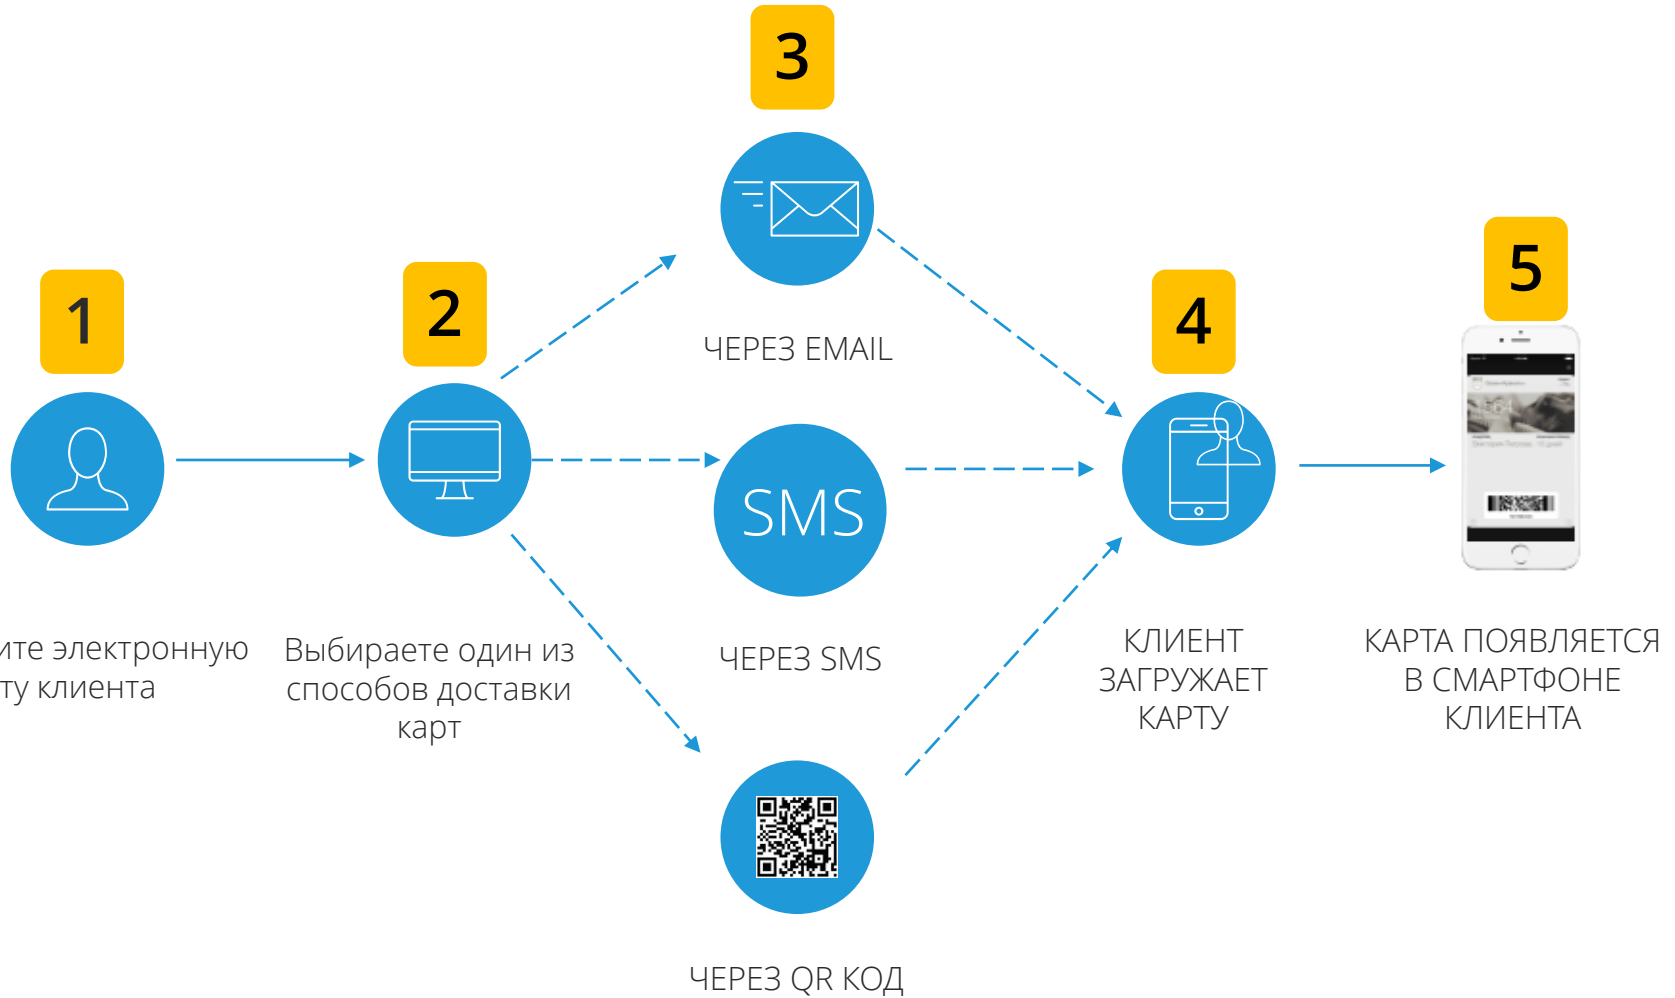 1
ите электронную
ту клиента
2
Выбираете один из
способов доставки
карт
3
ЧЕРЕЗ EMAIL
SMS
ЧЕРЕЗ SMS
ЧЕРЕЗ QR КОД
4
КЛИЕНТ
ЗАГРУЖАЕТ
КАРТУ
5
КАРТА ПОЯВЛЯЕТСЯ
В СМАРТФОНЕ
КЛИЕНТА